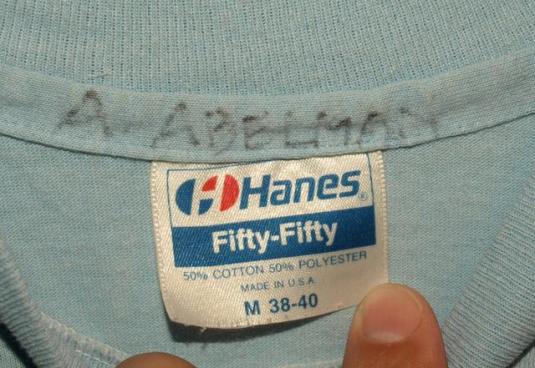 A. ABELMAN
Hanes®
Fifty-Fifty
50% COTTON 50% POLYESTER
MADE IN U.S.A.
M 38-40